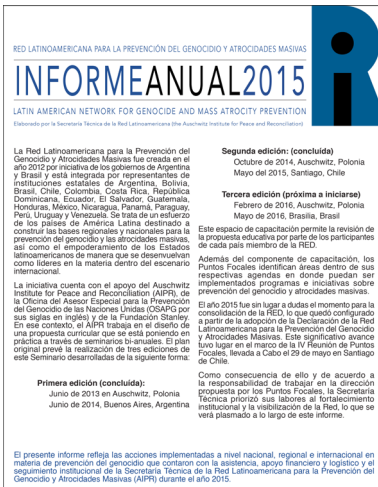 RED LATINOAMERICANA PARA LA PREVENCIÓN DEL GENOCIDIO Y ATROCIDADES MASIVAS
INFORMEANUAL2015
LATIN AMERICAN NETWORK FOR GENOCIDE AND MASS ATROCITY PREVENTION
Elaborado por la Secretaría Técnica de la Red Latinoamericana (the Auschwitz Institute for Peace and Reconciliation)
La Red Latinoamericana para la Prevención del
Genocidio y Atrocidades Masivas fue creada en el
año 2012 por iniciativa de los gobiernos de Argentina
y Brasil y está integrada por representantes de
instituciones estatales de Argentina, Bolivia,
Brasil, Chile, Colombia, Costa Rica, República
Dominicana, Ecuador, El Salvador, Guatemala,
Honduras, México, Nicaragua, Panamá, Paraguay,
Perú, Uruguay y Venezuela. Se trata de un esfuerzo
de los países de América Latina destinado a
construir las bases regionales y nacionales para la
prevención del genocidio y las atrocidades masivas,
así como el empoderamiento de los Estados
latinoamericanos de manera que se desenvuelvan
como líderes en la materia dentro del escenario
internacional.
La iniciativa cuenta con el apoyo del Auschwitz
Institute for Peace and Reconciliation (AIPR), de
la Oficina del Asesor Especial para la Prevención
del Genocidio de las Naciones Unidas (OSAPG por
sus siglas en inglés) y de la Fundación Stanley.
En ese contexto, el AIPR trabaja en el diseño de
una propuesta curricular que se está poniendo en
práctica a través de seminarios bi-anuales. El plan
original prevé la realización de tres ediciones de
este Seminario desarrolladas de la siguiente forma:
Primera edición (concluida):
Junio de 2013 en Auschwitz, Polonia
Junio de 2014, Buenos Aires, Argentina
Segunda edición: (concluída)
Octubre de 2014, Auschwitz, Polonia
Mayo del 2015, Santiago, Chile
Tercera edición (próxima a iniciarse)
Febrero de 2016, Auschwitz, Polonia
Mayo de 2016, Brasilia, Brasil
Este espacio de capacitación permite la revisión de
la propuesta educativa por parte de los participantes
de cada país miembro de la RED.
Además del componente de capacitación, los
Puntos Focales identifican áreas dentro de sus
respectivas agendas en donde puedan ser
implementados programas e iniciativas sobre
prevención del genocidio y atrocidades masivas.
El año 2015 fue sin lugar a dudas el momento para la
consolidación de la RED, lo que quedó configurado
a partir de la adopción de la Declaración de la Red
Latinoamericana para la Prevención del Genocidio
y Atrocidades Masivas. Este significativo avance
tuvo lugar en el marco de la IV Reunión de Puntos
Focales, llevada a Cabo el 29 de mayo en Santiago
de Chile.
Como consecuencia de ello y de acuerdo a
la responsabilidad de trabajar en la dirección
propuesta por los Puntos Focales, la Secretaría
Técnica priorizó sus labores al fortalecimiento
institucional y la visibilización de la Red, lo que se
verá plasmado a lo largo de este informe.
El presente informe refleja las acciones implementadas a nivel nacional, regional e internacional en
materia de prevención del genocidio que contaron con la asistencia, apoyo financiero y logístico y el
seguimiento institucional de la Secretaría Técnica de la Red Latinoamericana para la Prevención del
Genocidio y Atrocidades Masivas (AIPR) durante el año 2015.